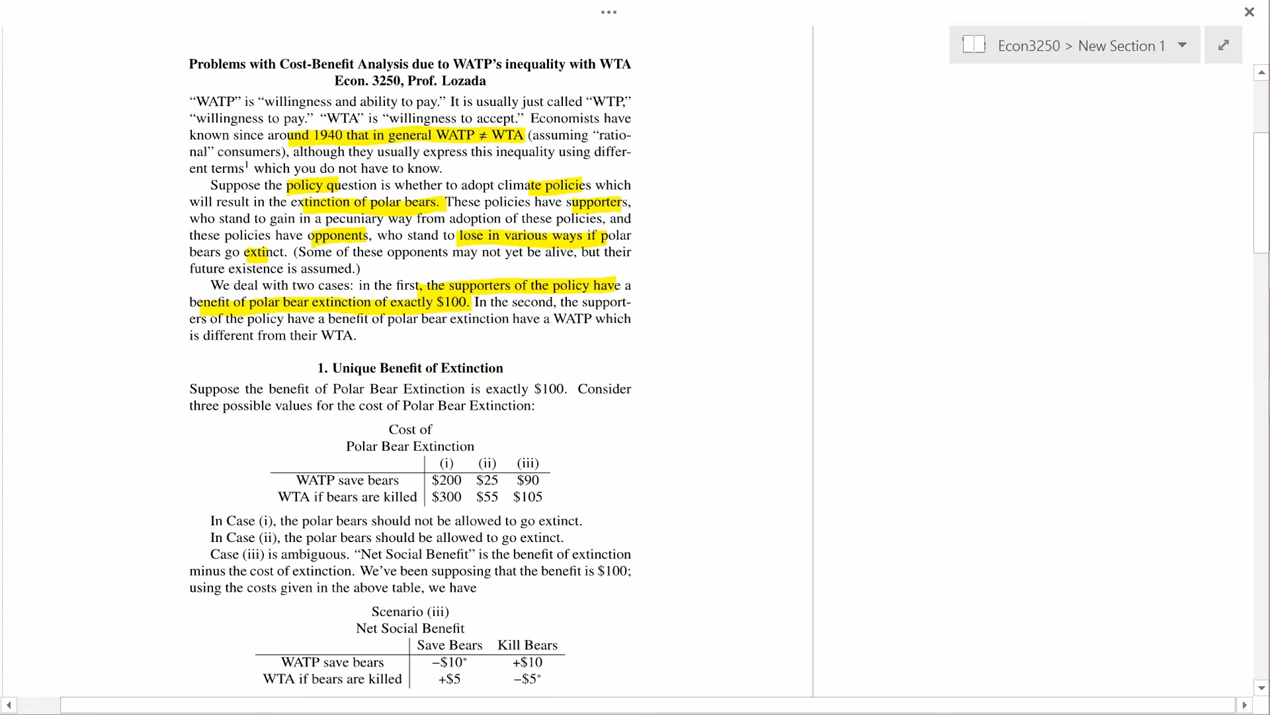 Econ3250 > New Section 1
Problems with Cost-Benefit Analysis due to WATP's inequality with WTA
Econ. 3250, Prof. Lozada
“WATP” is “willingness and ability to pay.” It is usually just called “WTP,”
“willingness to pay.” “WTA” is “willingness to accept.” Economists have
known since around 1940 that in general WATP ≠ WTA (assuming “ratio-
nal” consumers), although they usually express this inequality using differ-
ent terms¹ which you do not have to know.
Suppose the policy question is whether to adopt climate policies which
will result in the extinction of polar bears. These policies have supporters,
who stand to gain in a pecuniary way from adoption of these policies, and
these policies have opponents, who stand to lose in various ways if polar
bears go extinct. (Some of these opponents may not yet be alive, but their
future existence is assumed.)
We deal with two cases: in the first, the supporters of the policy have a
benefit of polar bear extinction of exactly $100. In the second, the support-
ers of the policy have a benefit of polar bear extinction have a WATP which
is different from their WTA.
1. Unique Benefit of Extinction
Suppose the benefit of Polar Bear Extinction is exactly $100. Consider
three possible values for the cost of Polar Bear Extinction:
Cost of
Polar Bear Extinction
(i) (ii) (iii)
WATP save bears $200 $25 $90
WTA if bears are killed $300 $55 $105
In Case (i), the polar bears should not be allowed to go extinct.
In Case (ii), the polar bears should be allowed to go extinct.
Case (iii) is ambiguous. “Net Social Benefit” is the benefit of extinction
minus the cost of extinction. We've been supposing that the benefit is $100;
using the costs given in the above table, we have
Scenario (iii)
Net Social Benefit
Save Bears Kill Bears
WATP save bears −$10* +$10
WTA if bears are killed +$5 −$5*